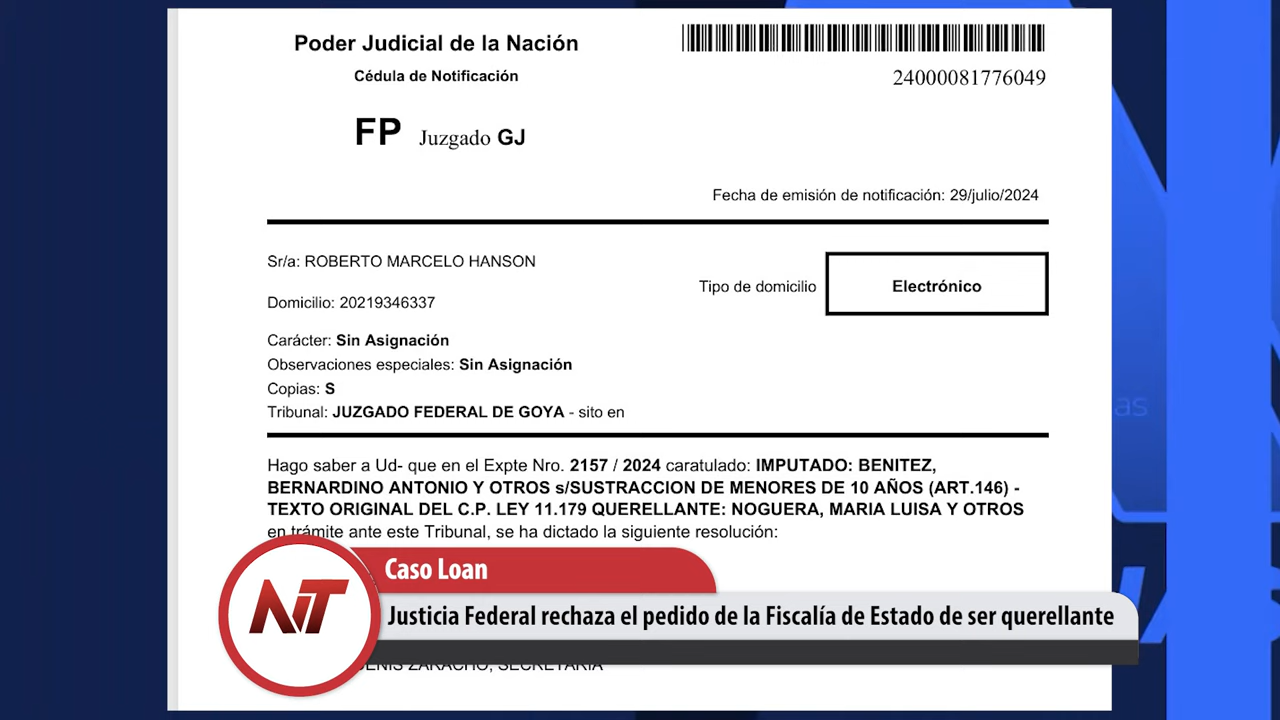 Poder Judicial de la Nación
Cédula de Notificación
24000081776049
FP Juzgado GJ
Fecha de emisión de notificación: 29/julio/2024
Sr/a: ROBERTO MARCELO HANSON
Tipo de domicilio
Electrónico
Domicilio: 20219346337
Carácter: Sin Asignación
Observaciones especiales: Sin Asignación
Copias: S
Tribunal: JUZGADO FEDERAL DE GOYA - sito en
as
Hago saber a Ud- que en el Expte Nro. 2157 / 2024 caratulado: IMPUTADO: BENITEZ,
BERNARDINO ANTONIO Y OTROS s/SUSTRACCION DE MENORES DE 10 AÑOS (ART.146) -
TEXTO ORIGINAL DEL C.P. LEY 11.179 QUERELLANTE: NOGUERA, MARIA LUISA Y OTROS
en trámite ante este Tribunal, se ha dictado la siguiente resolución:
NiT
Caso Loan
Justicia Federal rechaza el pedido de la Fiscalía de Estado de ser querellante